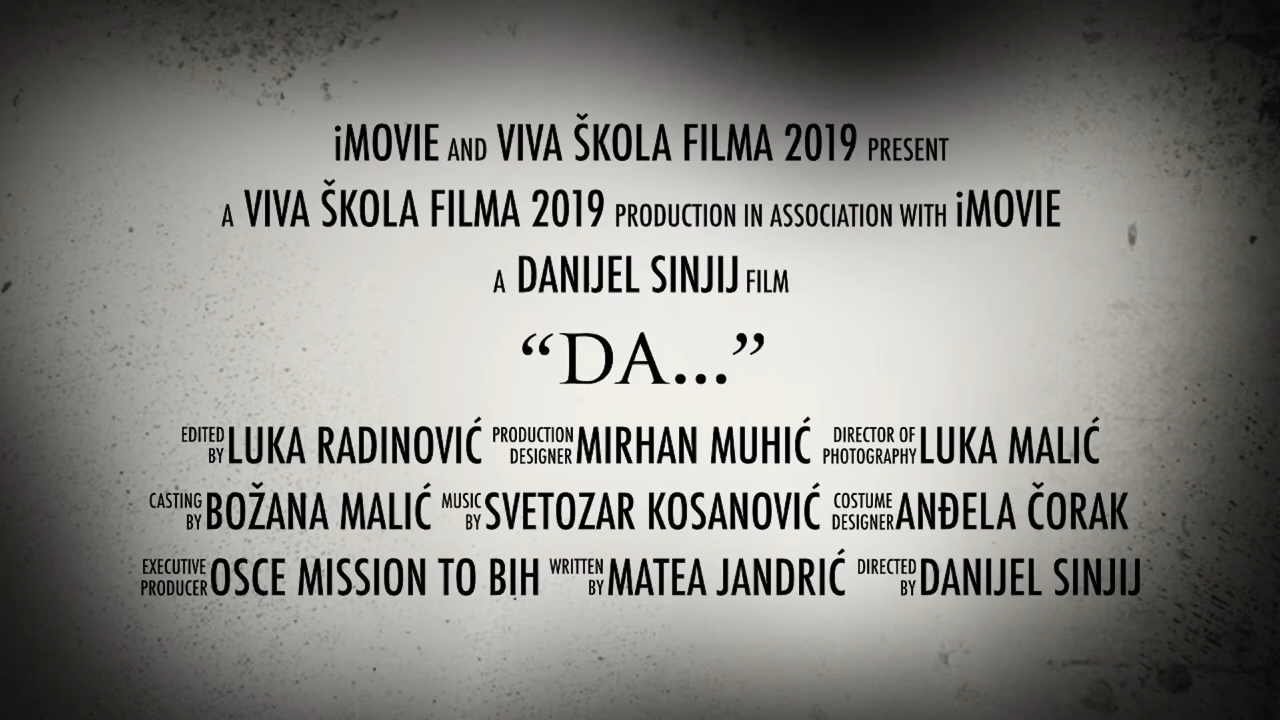 iMOVIE AND VIVA ŠKOLA FILMA 2019 PRESENT
A VIVA ŠKOLA FILMA 2019 PRODUCTION IN ASSOCIATION WITH iMOVIE
A DANIJEL SINJIJ FILM
“DA...”
EDITED BY LUKA RADINOVIĆ PRODUCTION DESIGNER MIRHAN MUHIĆ DIRECTOR OF PHOTOGRAPHY LUKA MALIĆ
CASTING BY BOŽANA MALIĆ MUSIC BY SVETOZAR KOSANOVIĆ COSTUME DESIGNER ANĐELA ČORAK
EXECUTIVE PRODUCER OSCE MISSION TO BIH WRITTEN BY MATEA JANDRIĆ DIRECTED BY DANIJEL SINJIJ